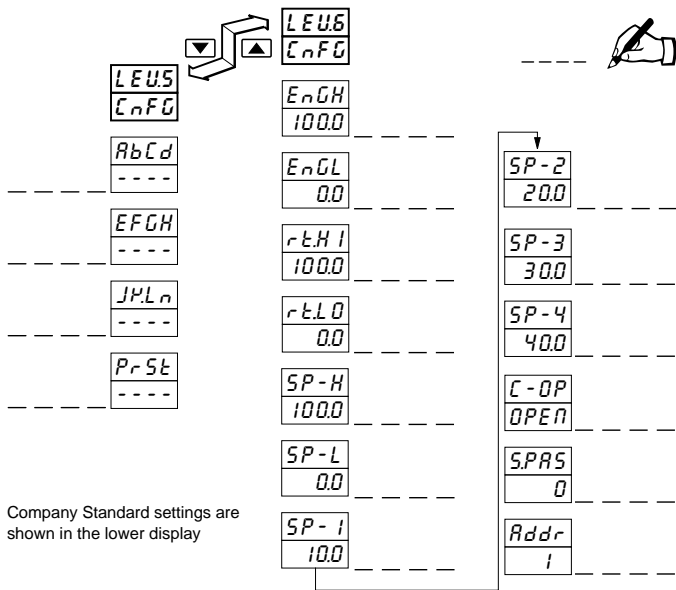 LEV.5
CnFG
AbCd
- - - -
EFGH
- - - -
JK.Ln
- - - -
PrSt
- - - -
Company Standard settings are
shown in the lower display
LEV.6
CnFG
EnGH
100.0
EnGL
0.0
rt.HI
100.0
rt.LO
0.0
SP-H
100.0
SP-L
0.0
SP-1
10.0
SP-2
20.0
SP-3
30.0
SP-4
40.0
C-OP
OPEN
S.PAS
0
Addr
1